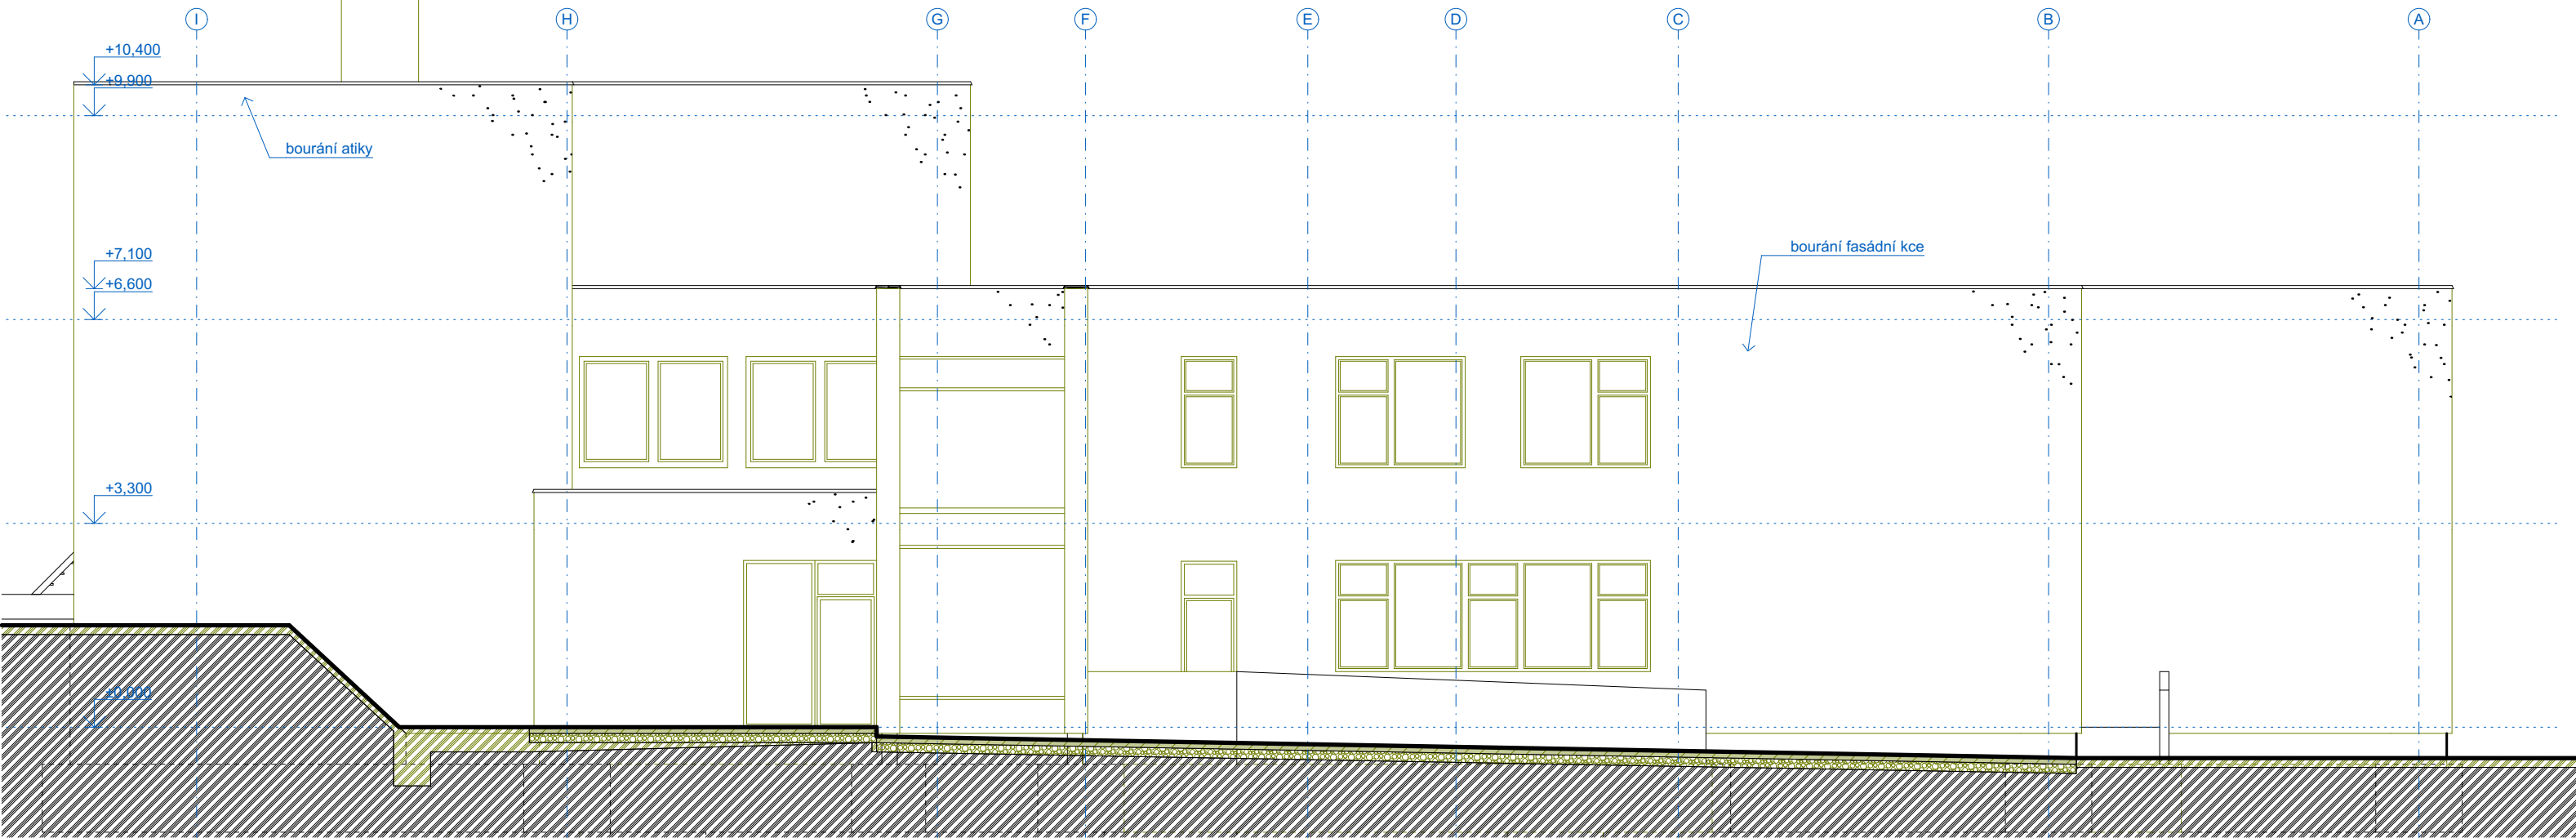 I H G F E D C B A
+10,400
+9,900
bourání atiky
+7,100
bourání fasádní kce
+6,600
+3,300
±0,000